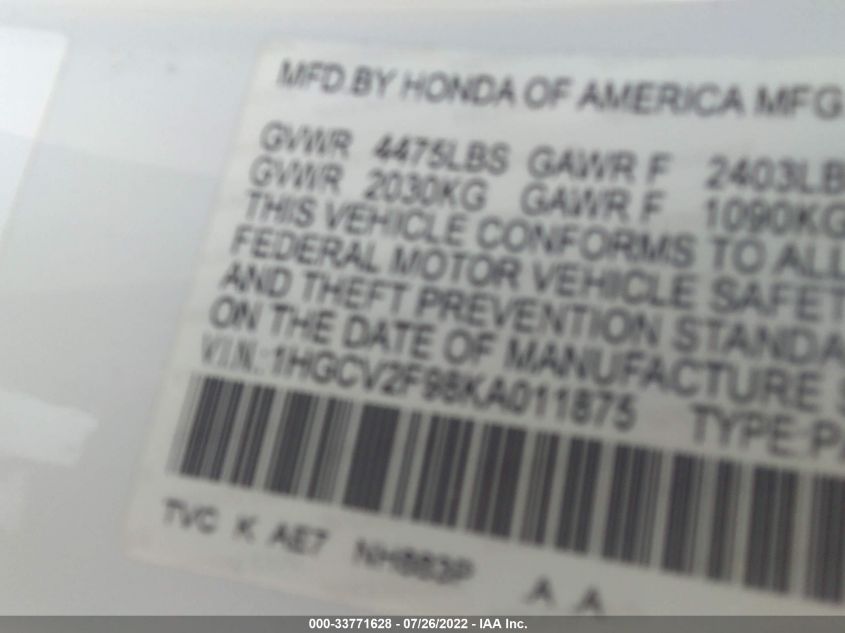 MFD.BY HONDA OF AMERICA MFG.
GVWR 4475LBS GAWR F 2403LB
GVWR 2030KG GAWR F 1090KG
THIS VEHICLE CONFORMS TO ALL
FEDERAL MOTOR VEHICLE SAFET
AND THEFT PREVENTION STANDA
ON THE DATE OF MANUFACTURE S
V.I.N.: 1HGCV2F98KA011875 TYPE:PA
TVC K AE7 NH883P A A
000-33771628 - 07/26/2022 - IAA Inc.